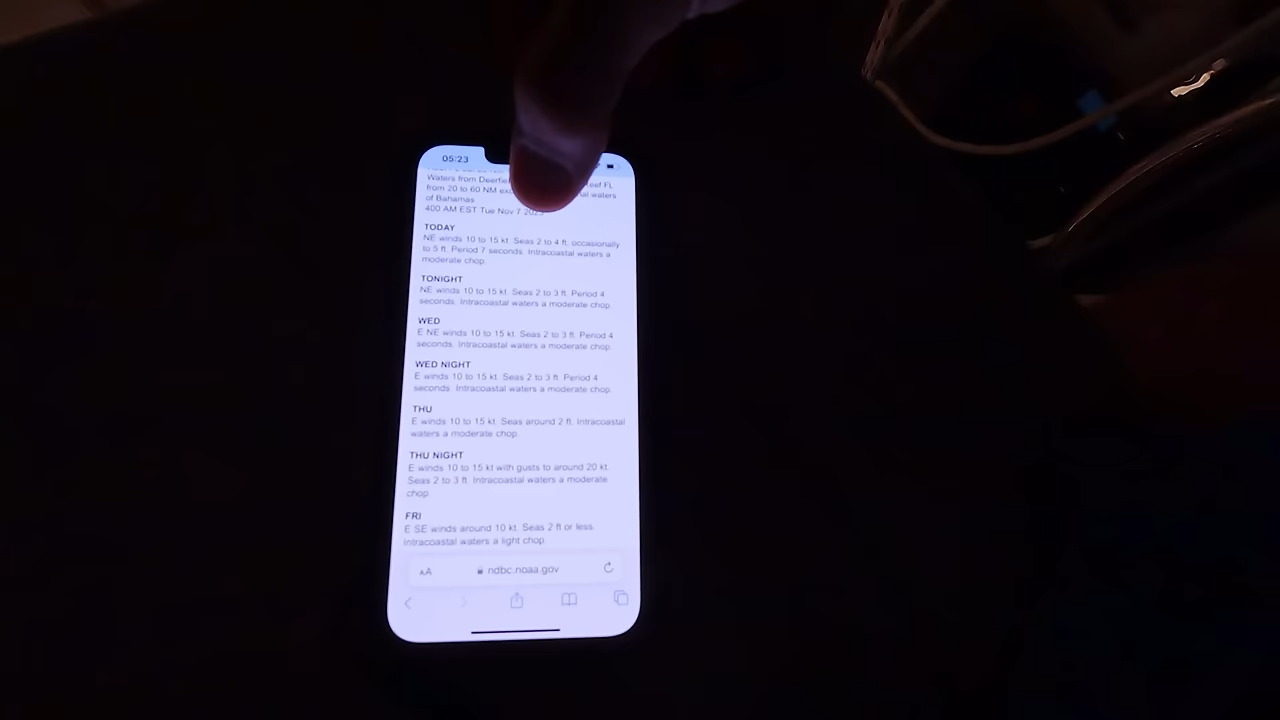 05:23
Waters from Deerfiel eef FL
from 20 to 60 NM exc al waters
of Bahamas
400 AM EST Tue Nov 7 2023
TODAY
NE winds 10 to 15 kt. Seas 2 to 4 ft, occasionally
to 5 ft. Period 7 seconds. Intracoastal waters a
moderate chop.
TONIGHT
NE winds 10 to 15 kt. Seas 2 to 3 ft. Period 4
seconds. Intracoastal waters a moderate chop.
WED
E NE winds 10 to 15 kt. Seas 2 to 3 ft. Period 4
seconds. Intracoastal waters a moderate chop.
WED NIGHT
E winds 10 to 15 kt. Seas 2 to 3 ft. Period 4
seconds. Intracoastal waters a moderate chop.
THU
E winds 10 to 15 kt. Seas around 2 ft. Intracoastal
waters a moderate chop.
THU NIGHT
E winds 10 to 15 kt with gusts to around 20 kt.
Seas 2 to 3 ft. Intracoastal waters a moderate
chop.
FRI
E SE winds around 10 kt. Seas 2 ft or less.
Intracoastal waters a light chop.
AA ndbc.noaa.gov